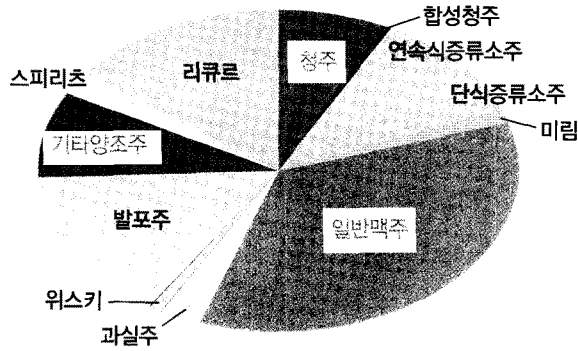 합성청주
청주
연속식증류소주
리큐르
스피리츠
단식증류소주
미림
기타양조주
발포주
일반맥주
위스키
과실주